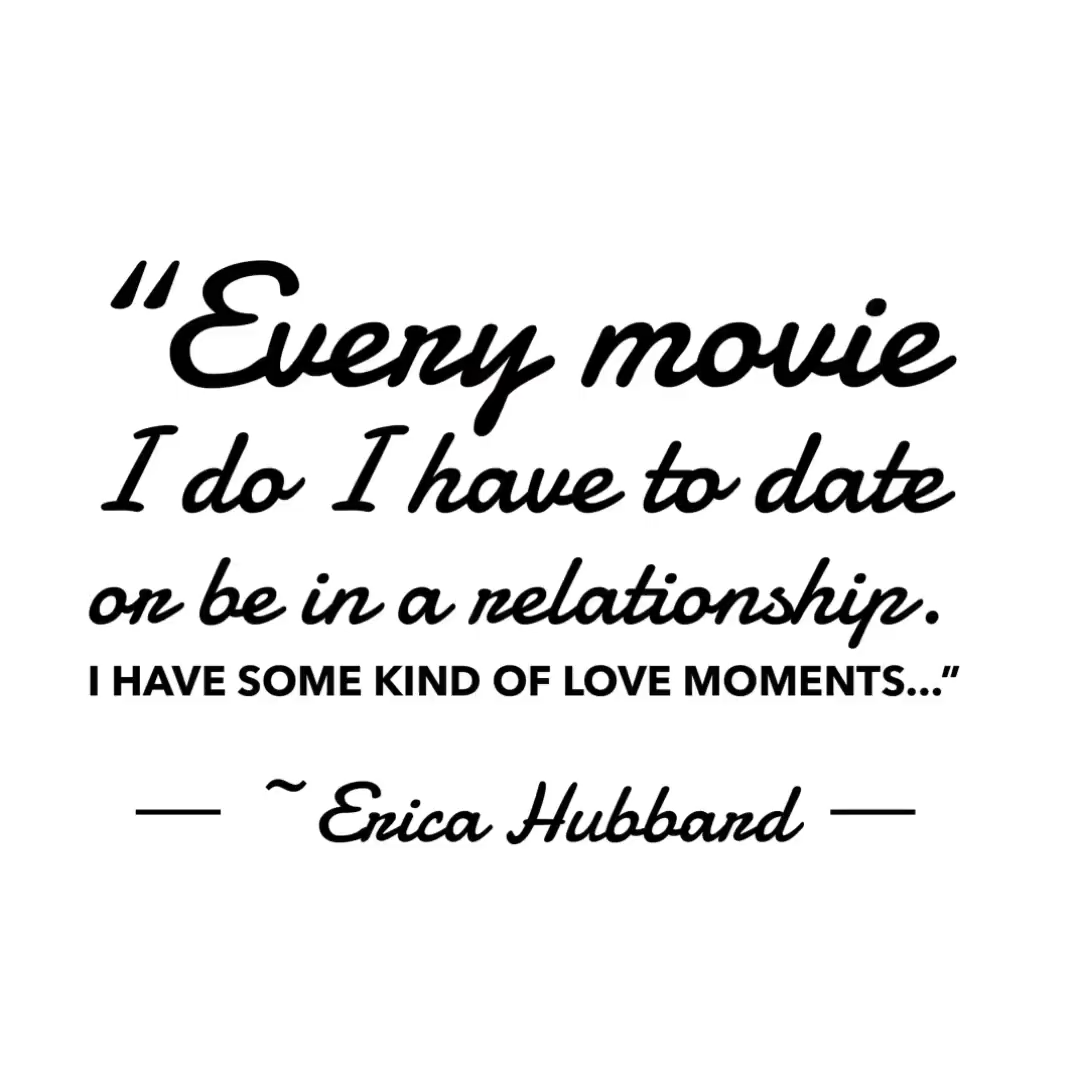 “Every movie
I do I have to date
or be in a relationship.
I HAVE SOME KIND OF LOVE MOMENTS...”
— ~Erica Hubbard —